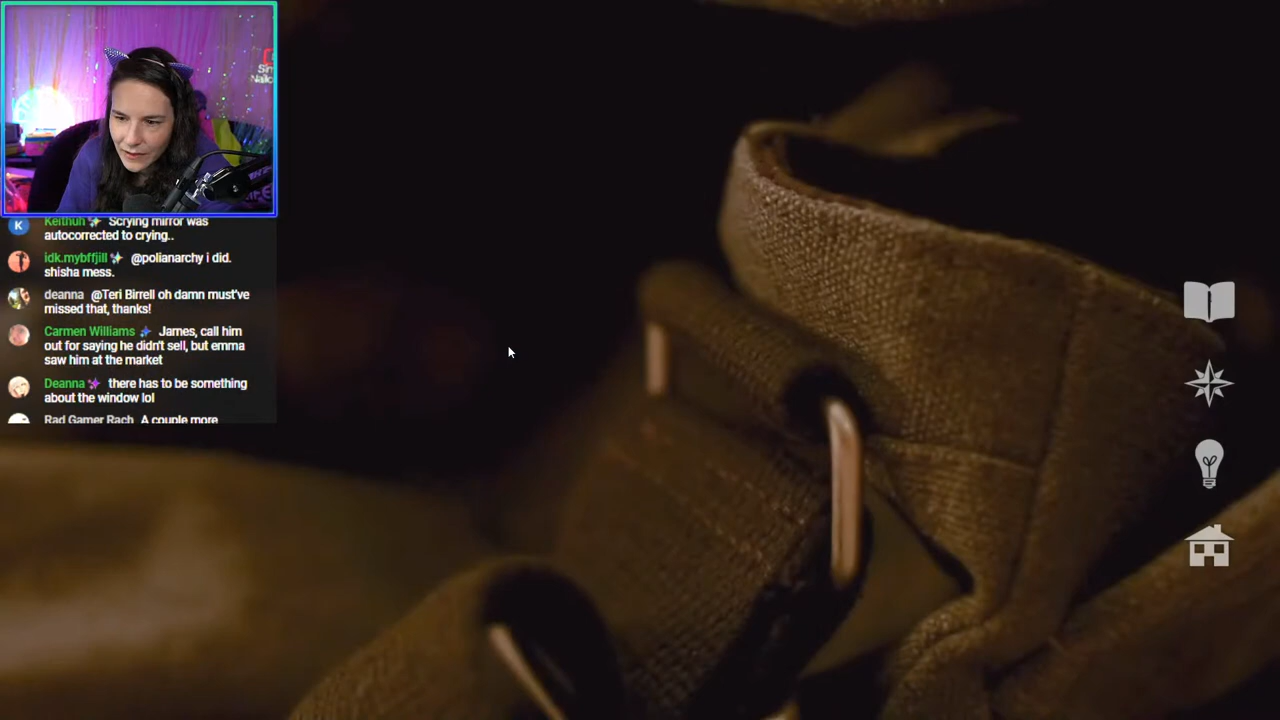 Keithuh Scrying mirror was
autocorrected to crying..
idk.mybffjill @polianarchy i did.
shisha mess.
deanna @Teri Birrell oh damn must've
missed that, thanks!
Carmen Williams James, call him
out for saying he didn't sell, but emma
saw him at the market
Deanna there has to be something
about the window lol
Rad Gamer Rach A couple more
K